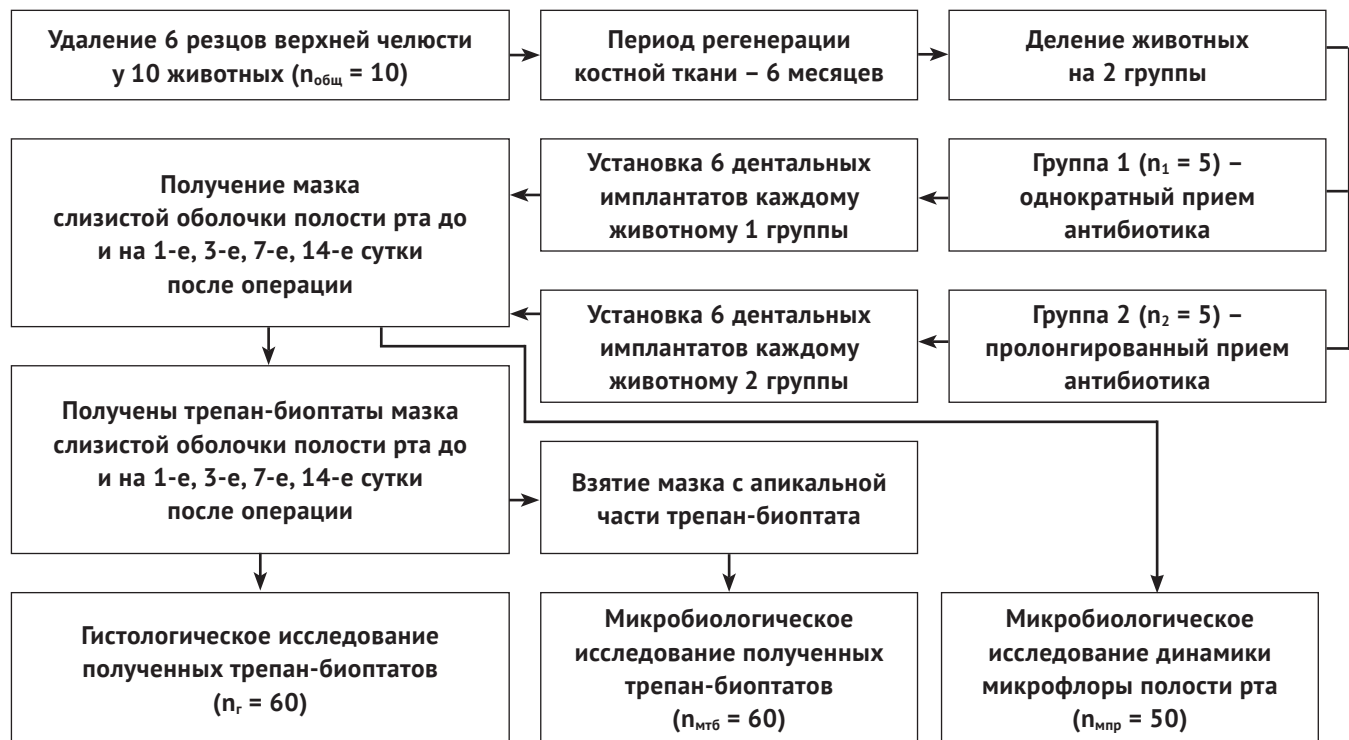 Удаление 6 резцов верхней челюсти
у 10 животных (nобщ = 10)
Период регенерации
костной ткани – 6 месяцев
Деление животных
на 2 группы
Группа 1 (n₁ = 5) –
однократный прием
антибиотика
Установка 6 дентальных
имплантатов каждому
животному 1 группы
Получение мазка
слизистой оболочки полости рта до
и на 1-е, 3-е, 7-е, 14-е сутки
после операции
Группа 2 (n₂ = 5) –
пролонгированный прием
антибиотика
Установка 6 дентальных
имплантатов каждому
животному 2 группы
Получены трепан-биоптаты мазка
слизистой оболочки полости рта до
и на 1-е, 3-е, 7-е, 14-е сутки
после операции
Взятие мазка с апикальной
части трепан-биоптата
Гистологическое исследование
полученных трепан-биоптатов
(nг = 60)
Микробиологическое
исследование полученных
трепан-биоптатов
(nмтб = 60)
Микробиологическое
исследование динамики
микрофлоры полости рта
(nмпр = 50)